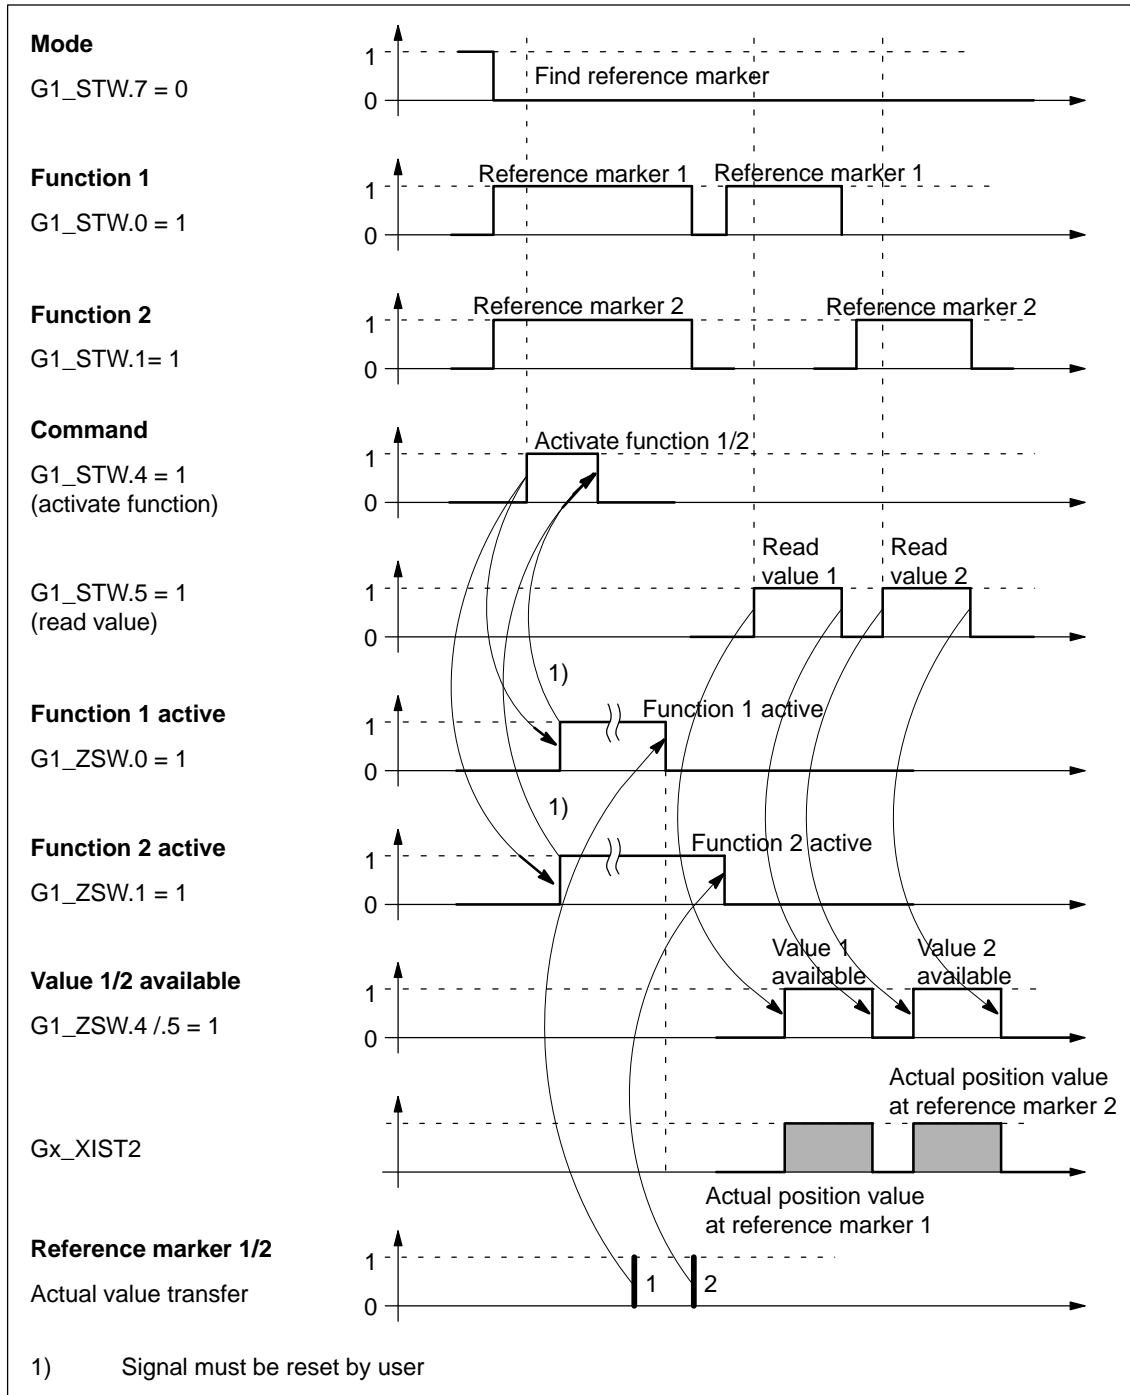 Mode
G1_STW.7 = 0
1
0
Find reference marker
Function 1
G1_STW.0 = 1
1
0
Reference marker 1
Reference marker 1
Function 2
G1_STW.1= 1
1
0
Reference marker 2
Reference marker 2
Command
G1_STW.4 = 1
(activate function)
1
0
Activate function 1/2
G1_STW.5 = 1
(read value)
1
0
Read
value 1
Read
value 2
1)
Function 1 active
G1_ZSW.0 = 1
1
0
Function 1 active
1)
Function 2 active
G1_ZSW.1 = 1
1
0
Function 2 active
Value 1/2 available
G1_ZSW.4 /.5 = 1
1
0
Value 1
available
Value 2
available
Gx_XIST2
Actual position value
at reference marker 2
Actual position value
at reference marker 1
Reference marker 1/2
Actual value transfer
1
0
1
2
1) Signal must be reset by user